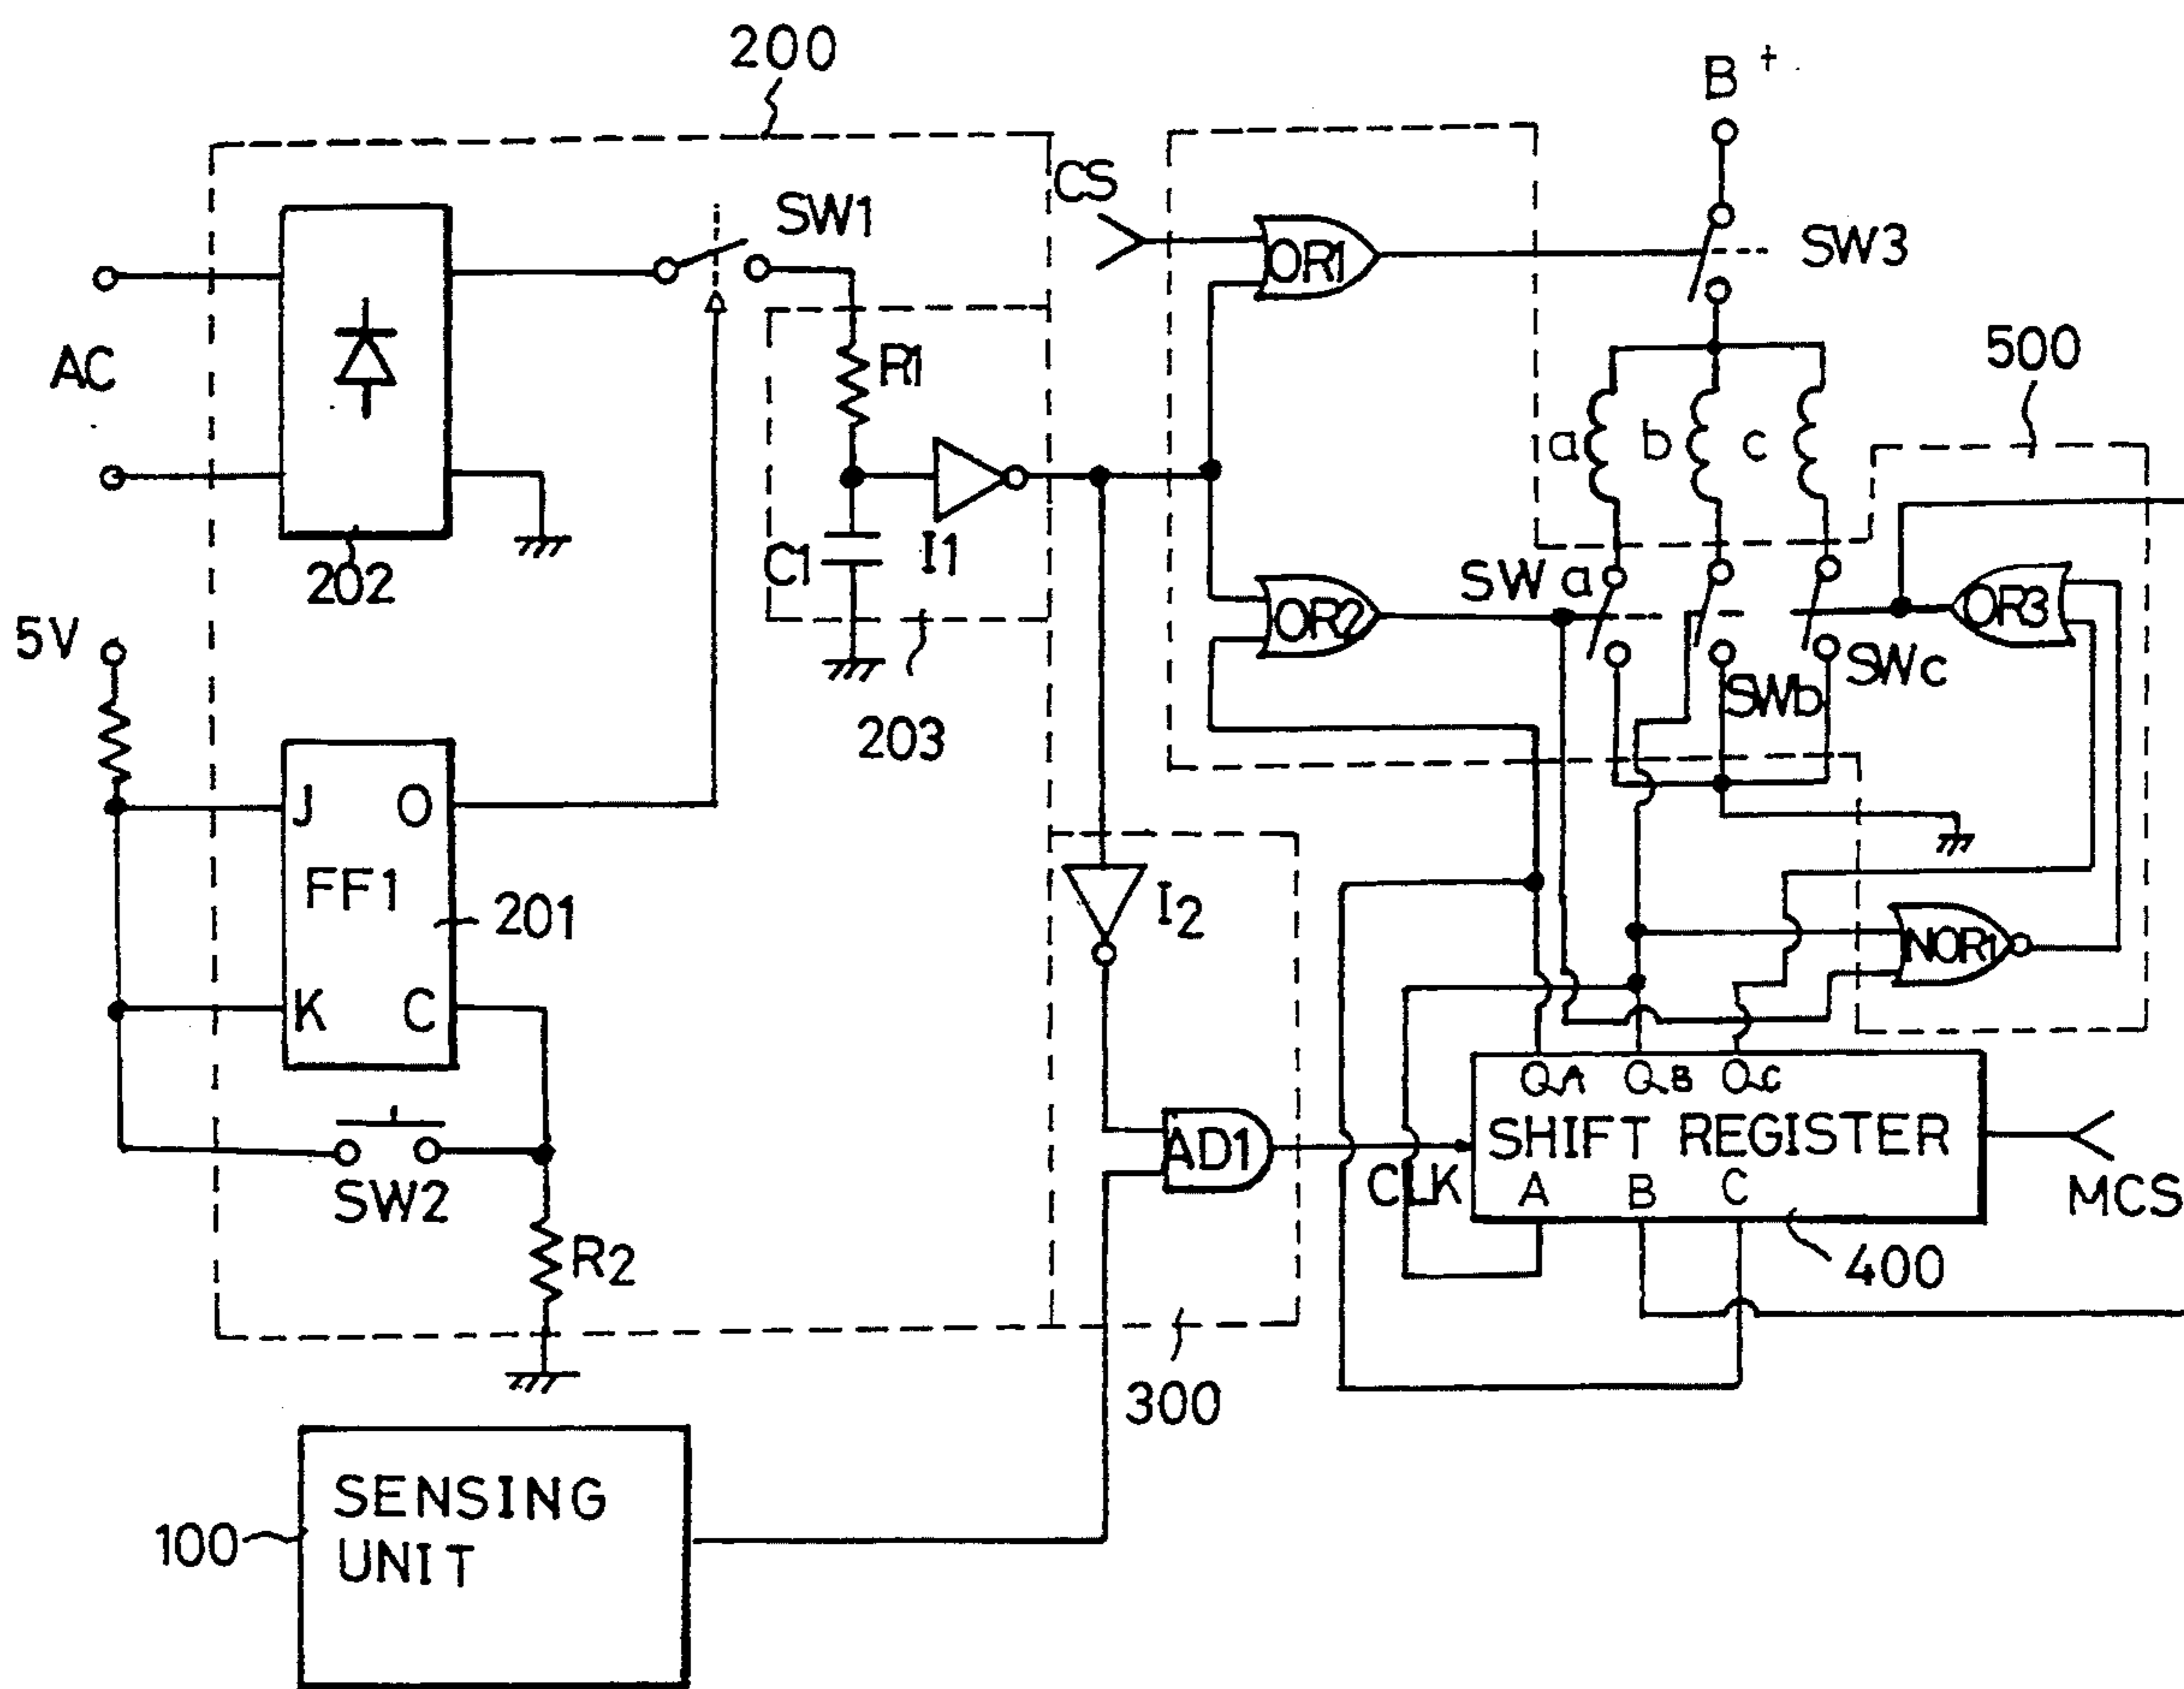 200
B +
CS
SW1
OR1
SW3
AC
R1
500
a b c
202
C1
I1
SW a
OR2
OR3
5V
203
SWb
SWc
J O
FF1
201
K C
I2
NOR1
QA QB QC
SHIFT REGISTER
A B C
AD1
CLK
MCS
SW2
R2
400
300
SENSING
UNIT
100